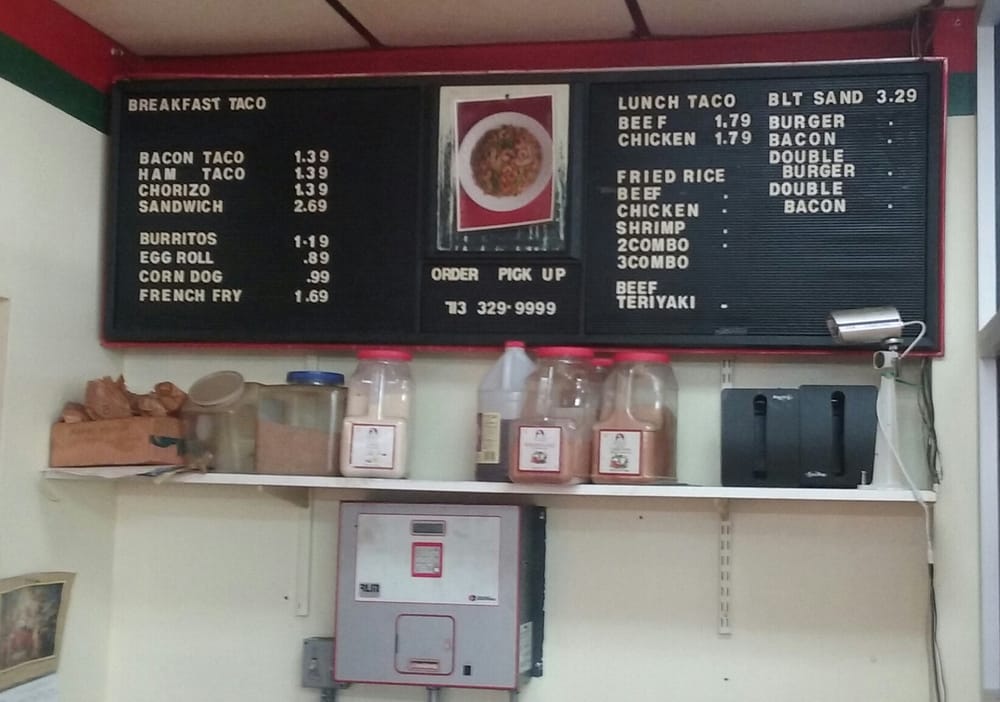 BREAKFAST TACO
BACON TACO 1.39
HAM TACO 1.39
CHORIZO 1.39
SANDWICH 2.69
BURRITOS 1.19
EGG ROLL .89
CORN DOG .99
FRENCH FRY 1.69
ORDER PICK UP
713 329-9999
LUNCH TACO
BEEF 1.79
CHICKEN 1.79
FRIED RICE
BEEF .
CHICKEN .
SHRIMP .
2COMBO .
3COMBO
BEEF
TERIYAKI .
BLT SAND 3.29
BURGER .
BACON .
DOUBLE
BURGER .
DOUBLE
BACON .